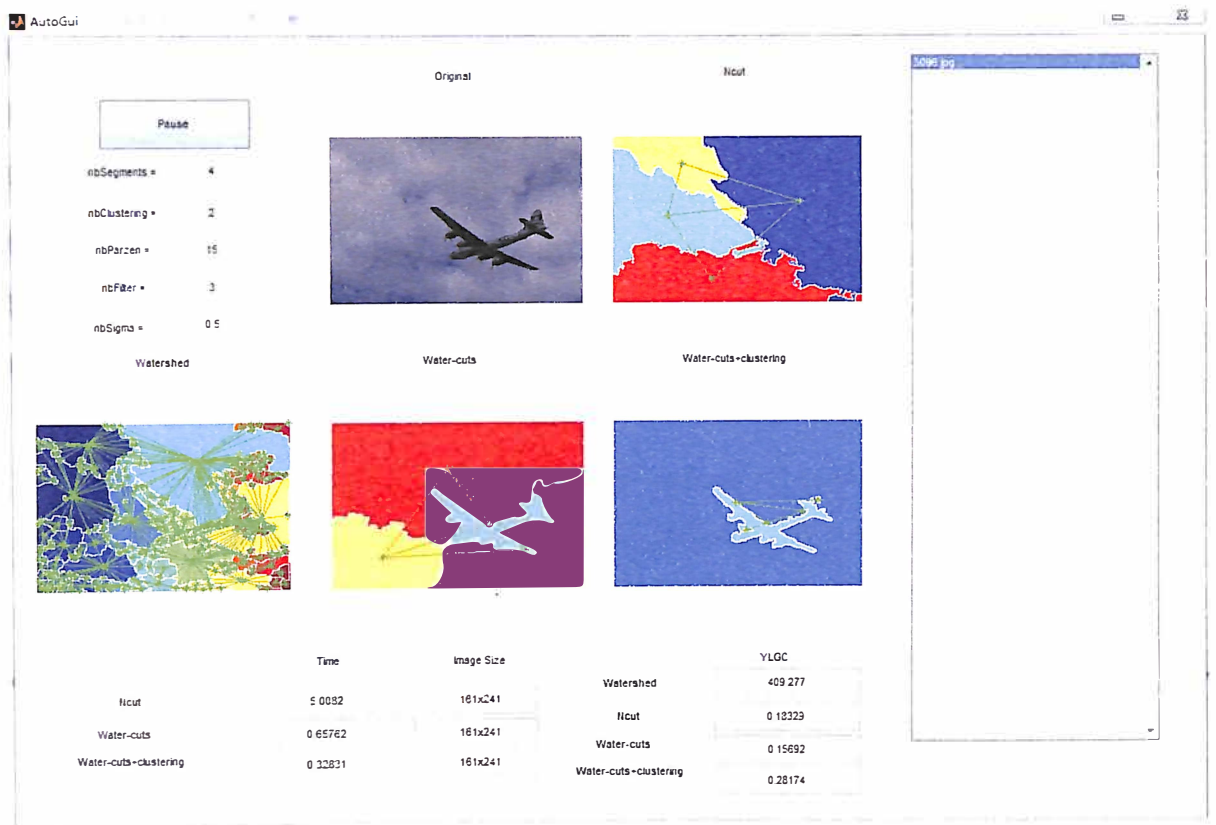 AutoGui
Original
Ncut
3096.jpg
Pause
nbSegments = 4
nbClustering = 2
nbParzen = 15
nbFilter = 3
nbSigma = 0.5
Watershed
Water-cuts
Water-cuts+clustering
Time
Image Size
YLGC
Watershed 409.277
Ncut 5.0082 161x241
Ncut 0.18329
Water-cuts 0.65762 161x241
Water-cuts 0.15692
Water-cuts+clustering 0.32831 161x241
Water-cuts+clustering 0.28174